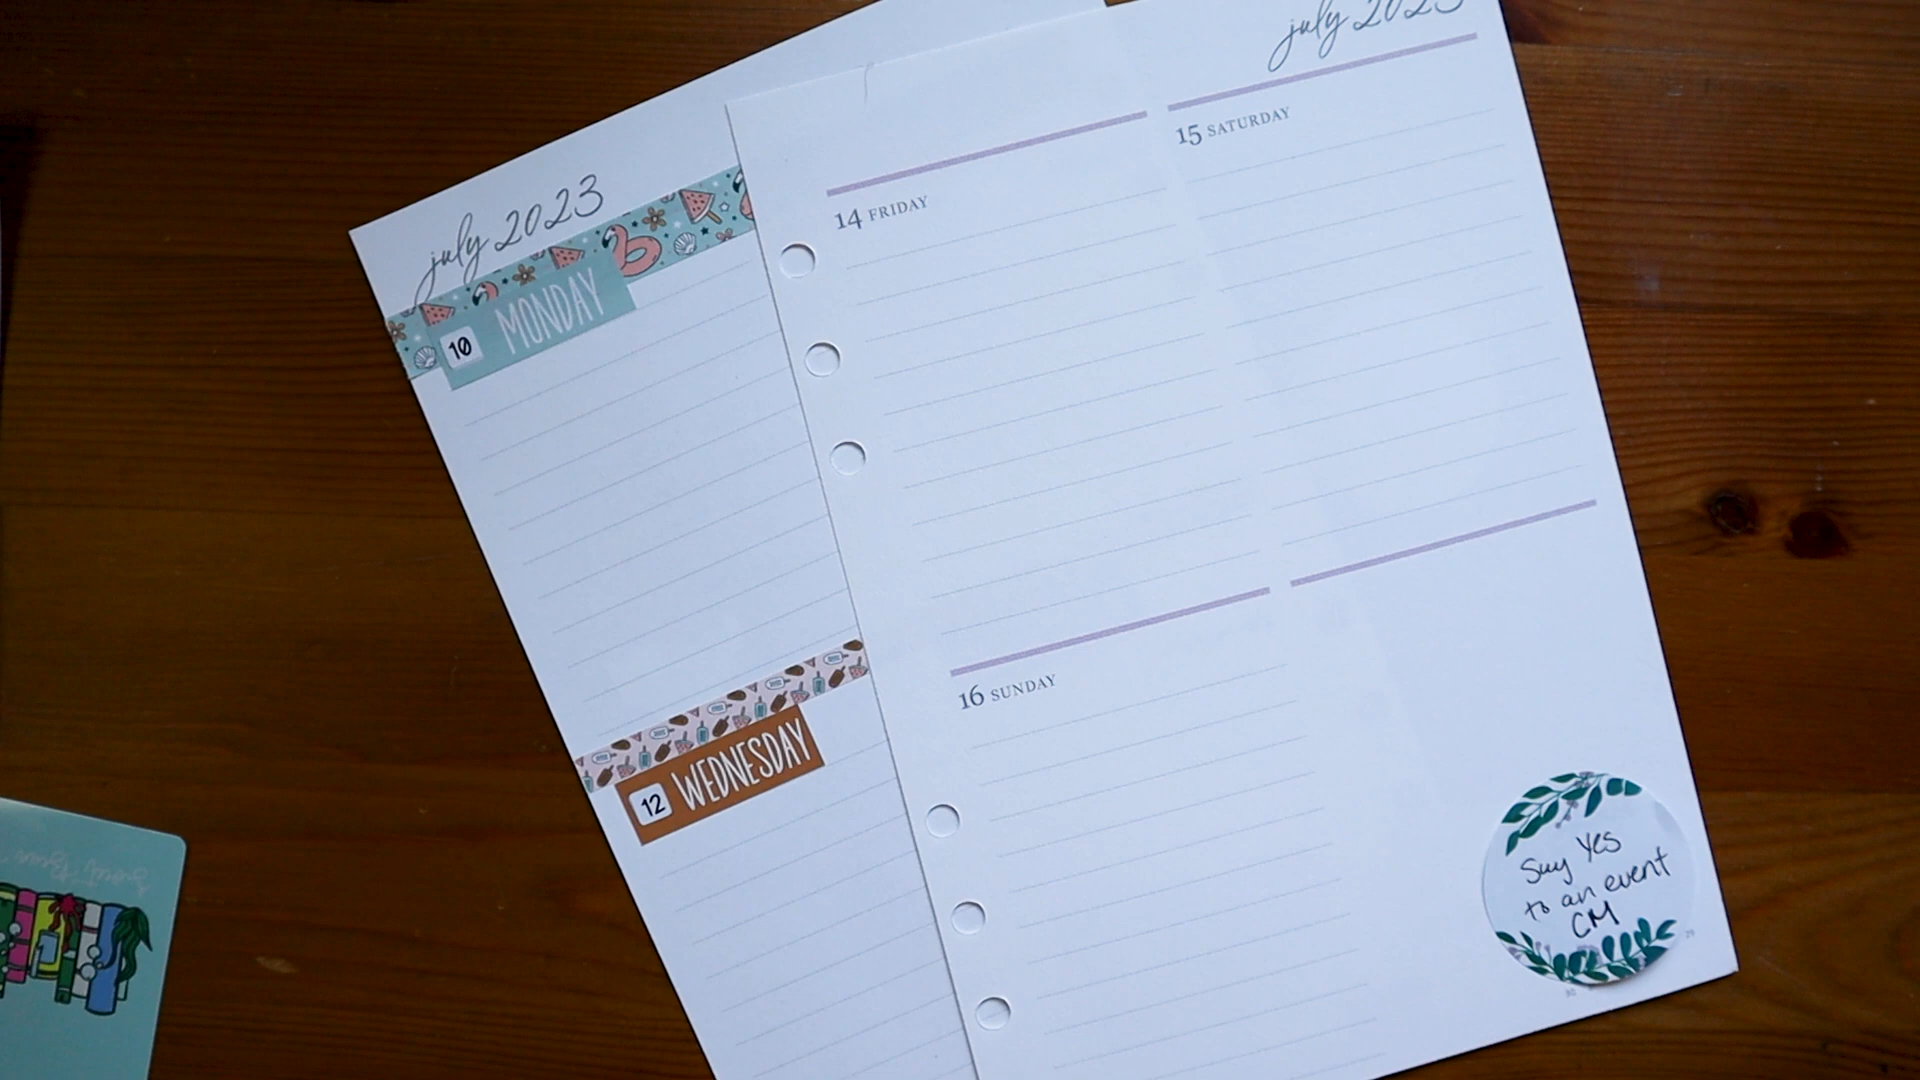 july 2023
10 MONDAY
12 WEDNESDAY
july 2023
14 FRIDAY
15 SATURDAY
16 SUNDAY
Say Yes
to an event
CM